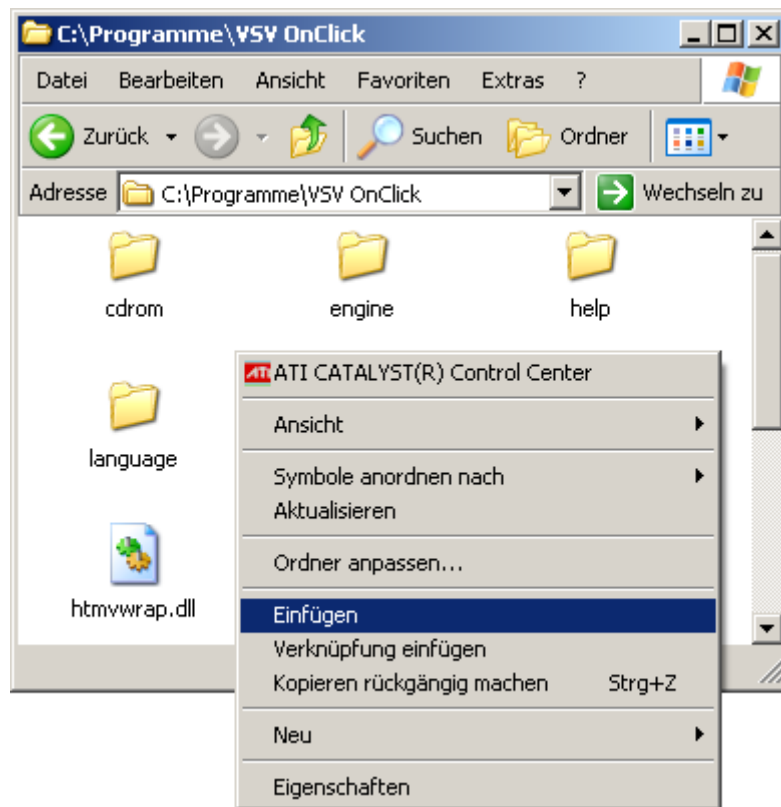 C:\Programme\VSV OnClick
Datei Bearbeiten Ansicht Favoriten Extras ?
Zurück Suchen Ordner
Adresse C:\Programme\VSV OnClick Wechseln zu
cdrom engine help
ATI ATI CATALYST(R) Control Center
Ansicht
language
Symbole anordnen nach
Aktualisieren
Ordner anpassen...
htmvwrap.dll
Einfügen
Verknüpfung einfügen
Kopieren rückgängig machen Strg+Z
Neu
Eigenschaften